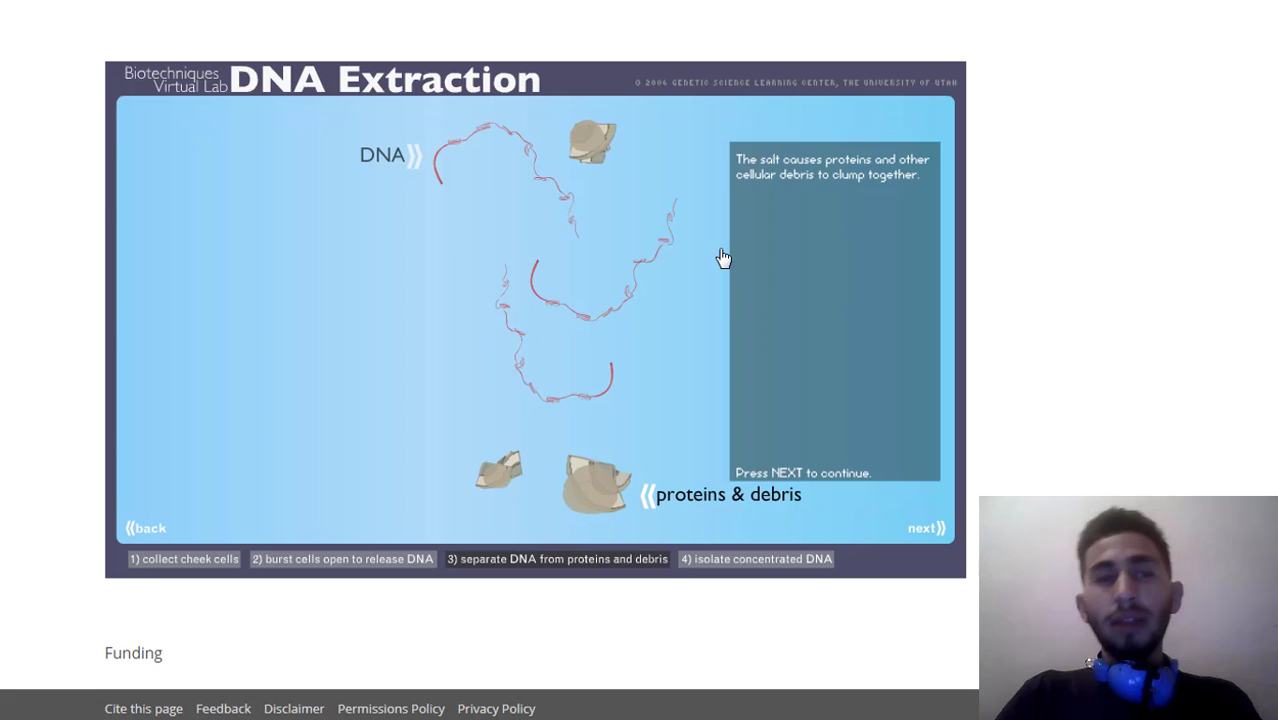 Biotechniques
Virtual Lab DNA Extraction
© 2006 GENETIC SCIENCE LEARNING CENTER, THE UNIVERSITY OF UTAH
DNA
The salt causes proteins and other
cellular debris to clump together.
Press NEXT to continue.
proteins & debris
back
next
1) collect cheek cells
2) burst cells open to release DNA
3) separate DNA from proteins and debris
4) isolate concentrated DNA
Funding
Cite this page
Feedback
Disclaimer
Permissions Policy
Privacy Policy